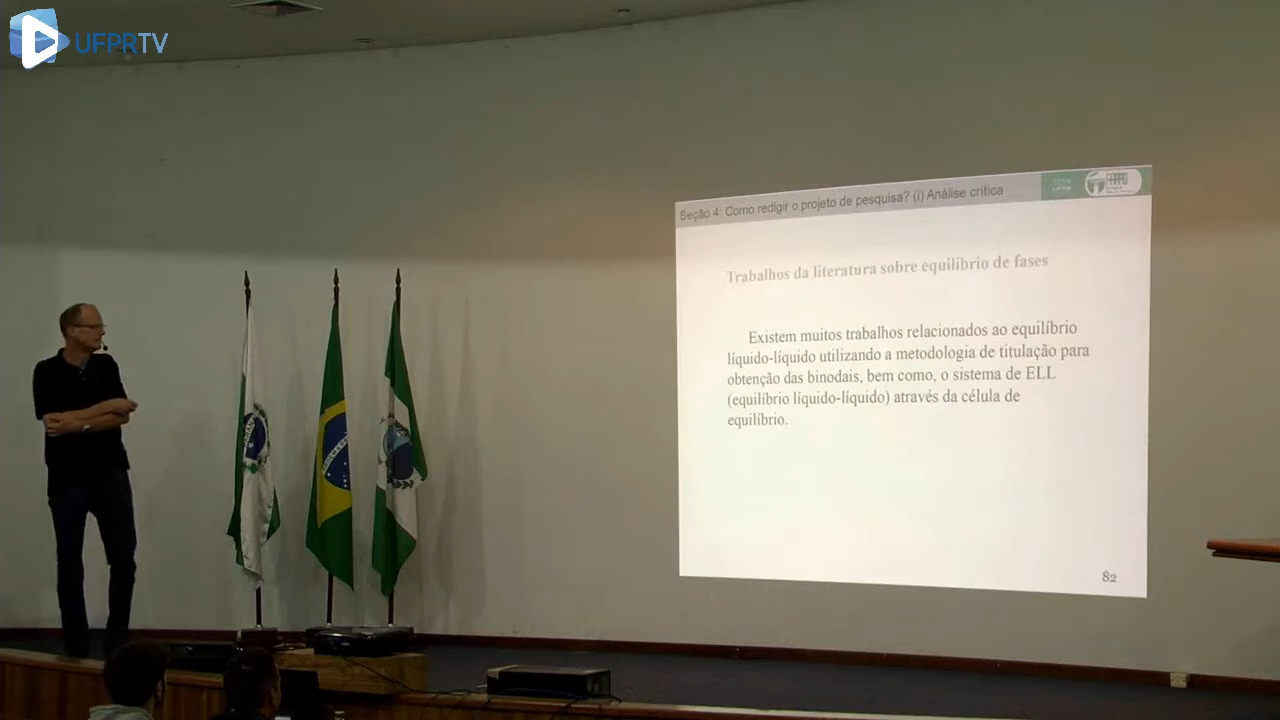 UFPRTV
Seção 4: Como redigir o projeto de pesquisa? (I) Análise crítica
Trabalhos da literatura sobre equilíbrio de fases
Existem muitos trabalhos relacionados ao equilíbrio
líquido-líquido utilizando a metodologia de titulação para
obtenção das binodais, bem como, o sistema de ELL
(equilíbrio líquido-líquido) através da célula de
equilíbrio.
82